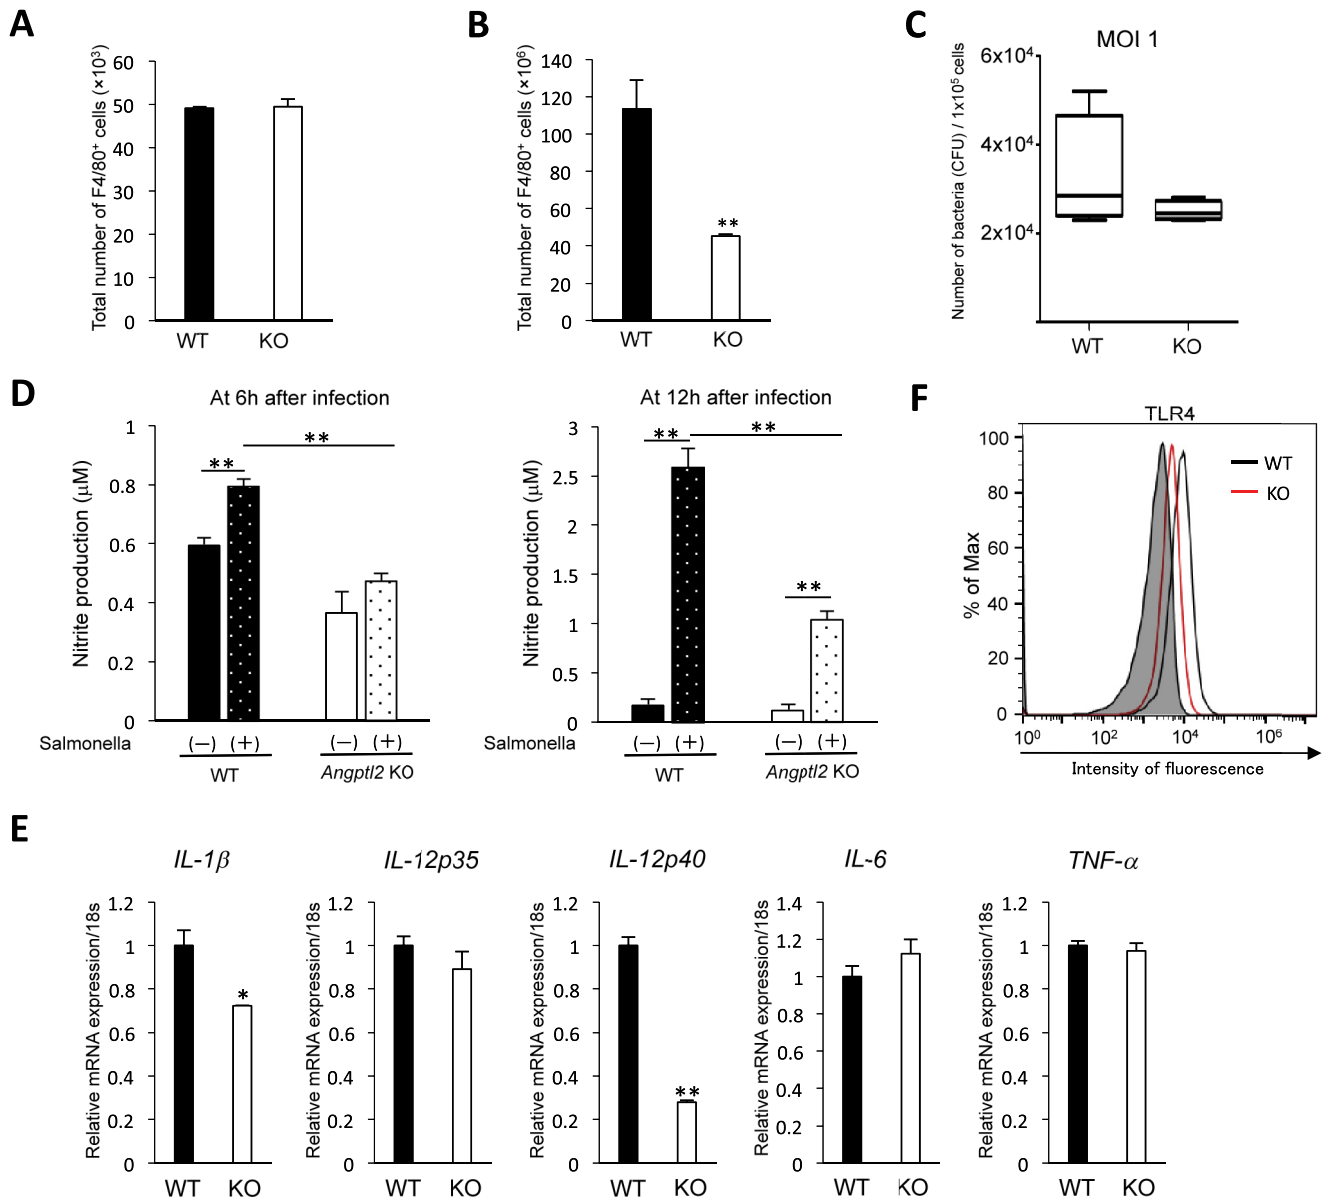 A
Total number of F4/80⁺ cells (×10³)
60
50
40
30
20
10
0
WT KO
B
Total number of F4/80⁺ cells (×10⁶)
140
120
100
80
60
40
20
0
**
WT KO
C
MOI 1
Number of bacteria (CFU) / 1x10⁵ cells
6x10⁴
4x10⁴
2x10⁴
WT KO
D
At 6h after infection
Nitrite production (μM)
1
0.8
0.6
0.4
0.2
0
**
**
Salmonella (−) (+) (−) (+)
WT Angptl2 KO
At 12h after infection
Nitrite production (μM)
3
2.5
2
1.5
1
0.5
0
** **
**
Salmonella (−) (+) (−) (+)
WT Angptl2 KO
F
TLR4
% of Max
100
80
60
40
20
0
WT
KO
10⁰ 10² 10⁴ 10⁶
Intensity of fluorescence
E
IL-1β
Relative mRNA expression/18s
1.2
1
0.8
0.6
0.4
0.2
0
*
WT KO
IL-12p35
Relative mRNA expression/18s
1.2
1
0.8
0.6
0.4
0.2
0
WT KO
IL-12p40
Relative mRNA expression/18s
1.2
1
0.8
0.6
0.4
0.2
0
**
WT KO
IL-6
Relative mRNA expression/18s
1.4
1.2
1
0.8
0.6
0.4
0.2
0
WT KO
TNF-α
Relative mRNA expression/18s
1.2
1
0.8
0.6
0.4
0.2
0
WT KO